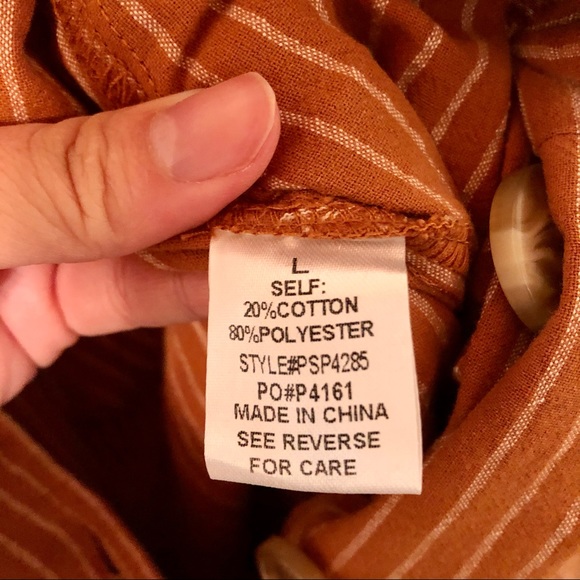 L
SELF:
20%COTTON
80%POLYESTER
STYLE#PSP4285
PO#P4161
MADE IN CHINA
SEE REVERSE
FOR CARE